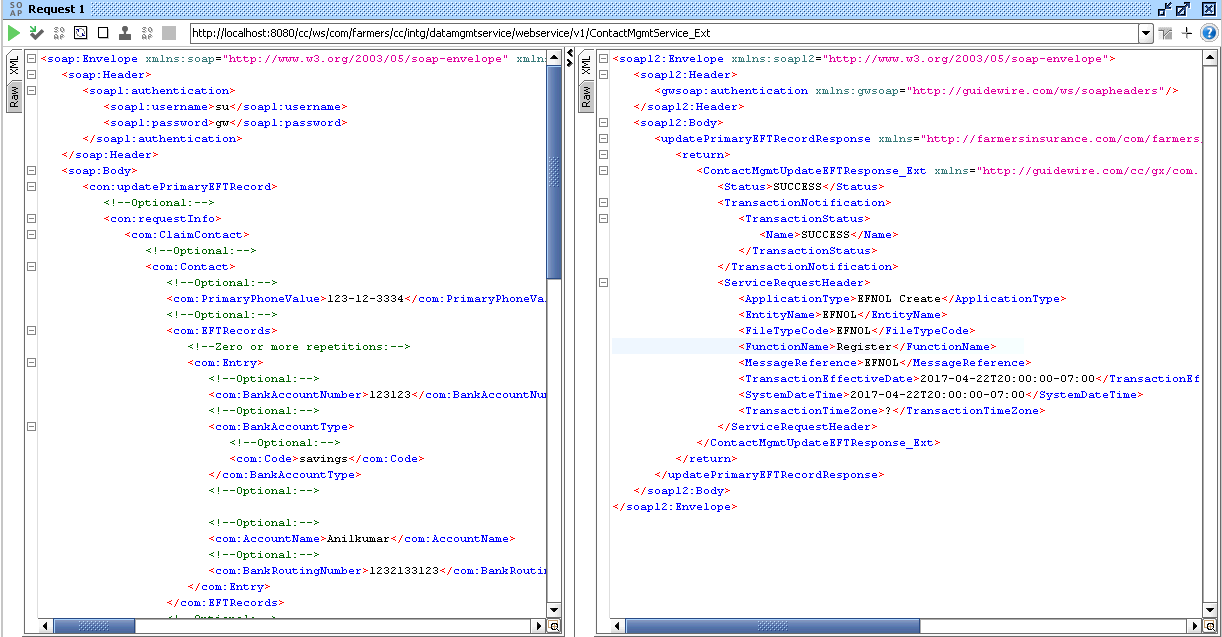 Request 1
http://localhost:8080/cc/ws/com/farmers/cc/intg/datamgmtservice/webservice/v1/ContactMgmtService_Ext
XML
Raw
<soap:Envelope xmlns:soap="http://www.w3.org/2003/05/soap-envelope"
<soap:Header>
<soap1:authentication>
<soap1:username>su</soap1:username>
<soap1:password>gw</soap1:password>
</soap1:authentication>
</soap:Header>
<soap:Body>
<con:updatePrimaryEFTRecord>
<!--Optional:-->
<con:requestInfo>
<com:ClaimContact>
<!--Optional:-->
<com:Contact>
<!--Optional:-->
<com:PrimaryPhoneValue>123-12-3334</com:PrimaryPhoneVa
<!--Optional:-->
<com:EFTRecords>
<!--Zero or more repetitions:-->
<com:Entry>
<!--Optional:-->
<com:BankAccountNumber>123123</com:BankAccountNu
<!--Optional:-->
<com:BankAccountType>
<!--Optional:-->
<com:Code>savings</com:Code>
</com:BankAccountType>
<!--Optional:-->
<!--Optional:-->
<com:AccountName>Anilkumar</com:AccountName>
<!--Optional:-->
<com:BankRoutingNumber>1232133123</com:BankRouti
</com:Entry>
</com:EFTRecords>
XML
Raw
<soap12:Envelope xmlns:soap12="http://www.w3.org/2003/05/soap-envelope">
<soap12:Header>
<gwsoap:authentication xmlns:gwsoap="http://guidewire.com/ws/soapheaders"/>
</soap12:Header>
<soap12:Body>
<updatePrimaryEFTRecordResponse xmlns="http://farmersinsurance.com/com/farmers/
<return>
<ContactMgmtUpdateEFTResponse_Ext xmlns="http://guidewire.com/cc/gx/com.
<Status>SUCCESS</Status>
<TransactionNotification>
<TransactionStatus>
<Name>SUCCESS</Name>
</TransactionStatus>
</TransactionNotification>
<ServiceRequestHeader>
<ApplicationType>EFNOL Create</ApplicationType>
<EntityName>EFNOL</EntityName>
<FileTypeCode>EFNOL</FileTypeCode>
<FunctionName>Register</FunctionName>
<MessageReference>EFNOL</MessageReference>
<TransactionEffectiveDate>2017-04-22T20:00:00-07:00</TransactionEf
<SystemDateTime>2017-04-22T20:00:00-07:00</SystemDateTime>
<TransactionTimeZone>?</TransactionTimeZone>
</ServiceRequestHeader>
</ContactMgmtUpdateEFTResponse_Ext>
</return>
</updatePrimaryEFTRecordResponse>
</soap12:Body>
</soap12:Envelope>